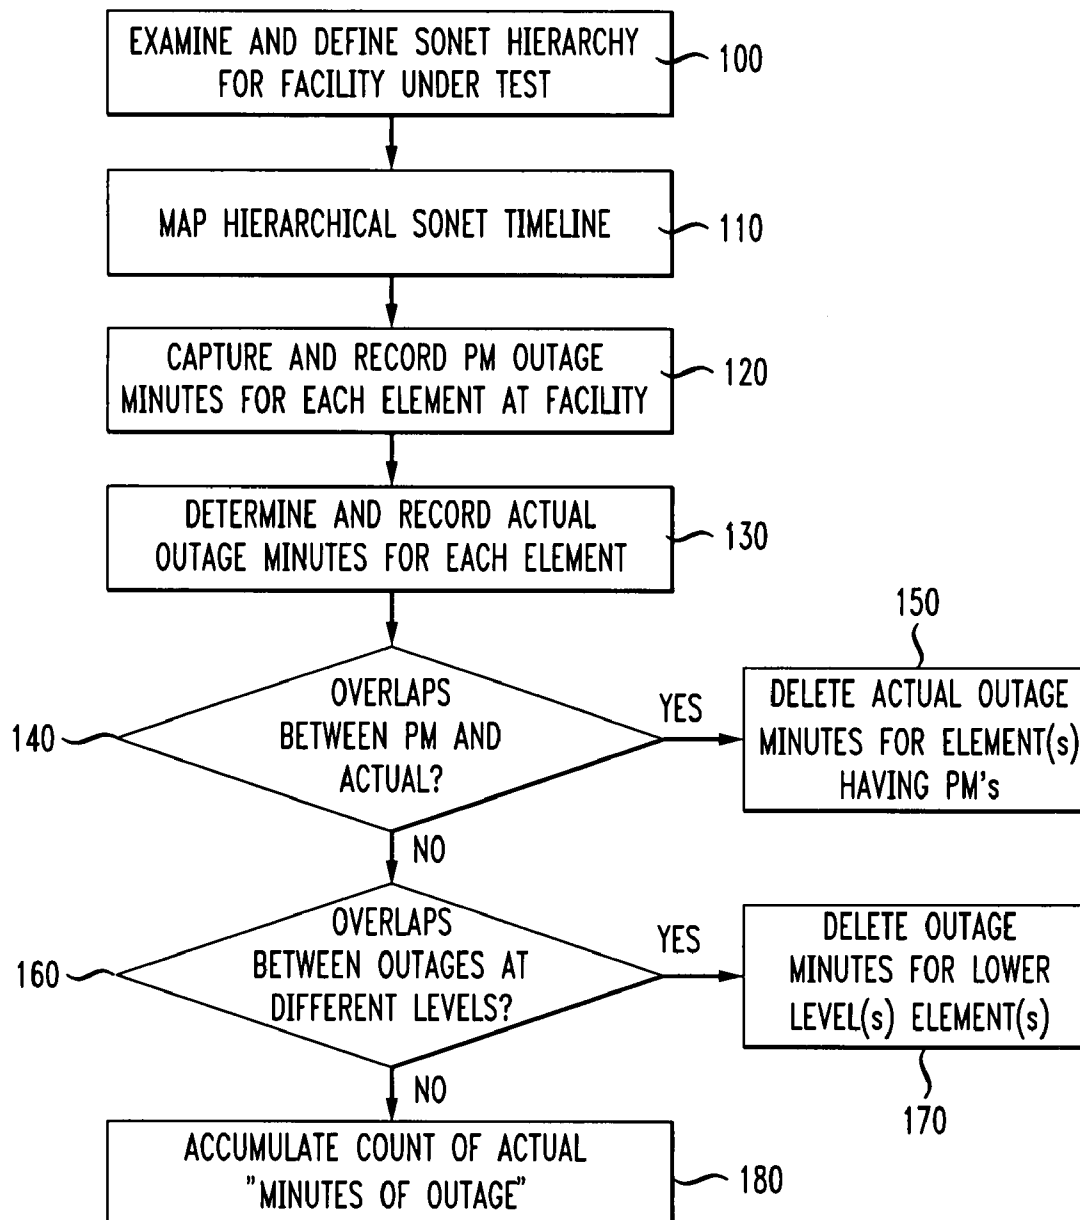 EXAMINE AND DEFINE SONET HIERARCHY
FOR FACILITY UNDER TEST
100
MAP HIERARCHICAL SONET TIMELINE
110
CAPTURE AND RECORD PM OUTAGE
MINUTES FOR EACH ELEMENT AT FACILITY
120
DETERMINE AND RECORD ACTUAL
OUTAGE MINUTES FOR EACH ELEMENT
130
OVERLAPS
BETWEEN PM AND
ACTUAL?
140
YES
150
DELETE ACTUAL OUTAGE
MINUTES FOR ELEMENT(s)
HAVING PM's
NO
OVERLAPS
BETWEEN OUTAGES AT
DIFFERENT LEVELS?
160
YES
DELETE OUTAGE
MINUTES FOR LOWER
LEVEL(s) ELEMENT(s)
170
NO
ACCUMULATE COUNT OF ACTUAL
"MINUTES OF OUTAGE"
180